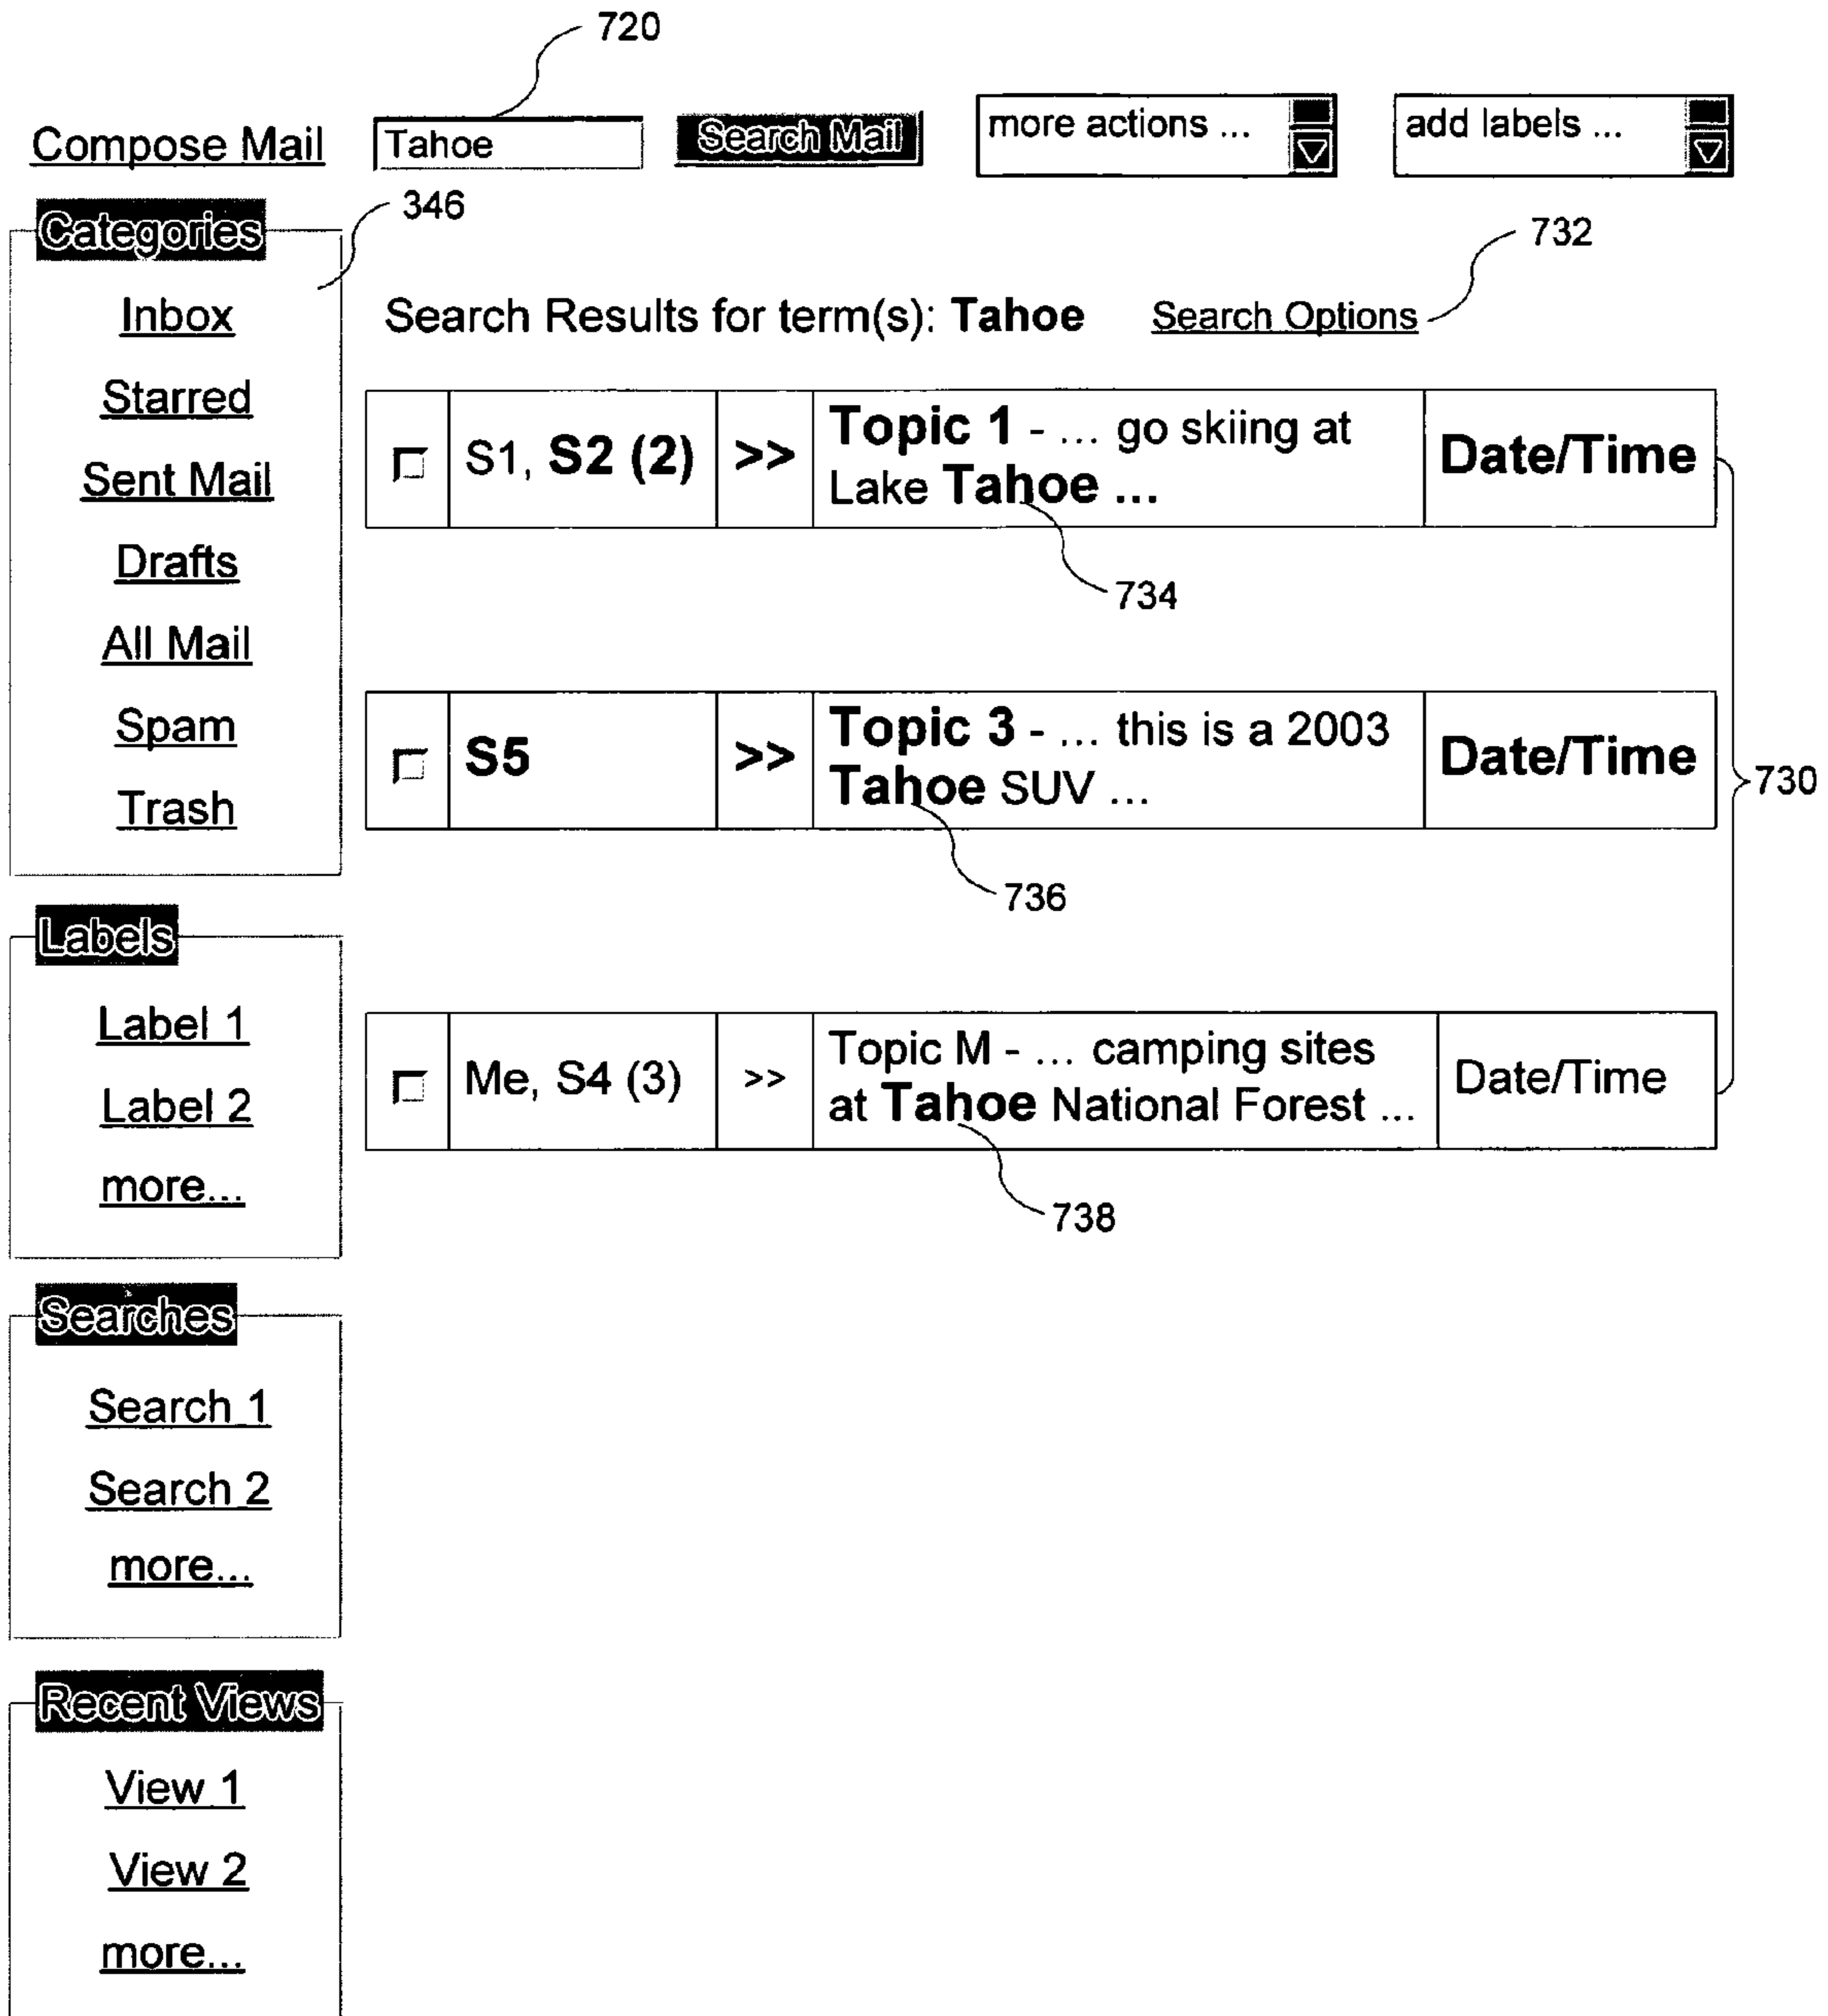 720
Compose Mail Tahoe Search Mail more actions ... add labels ...
346
Categories
732
Inbox
Starred
Sent Mail
Drafts
All Mail
Spam
Trash
Search Results for term(s): Tahoe Search Options
S1, S2 (2) >> Topic 1 - ... go skiing at Date/Time
Lake Tahoe ...
734
S5 >> Topic 3 - ... this is a 2003 Date/Time
Tahoe SUV ...
730
736
Labels
Label 1
Label 2
more...
Me, S4 (3) >> Topic M - ... camping sites Date/Time
at Tahoe National Forest ...
738
Searches
Search 1
Search 2
more...
Recent Views
View 1
View 2
more...